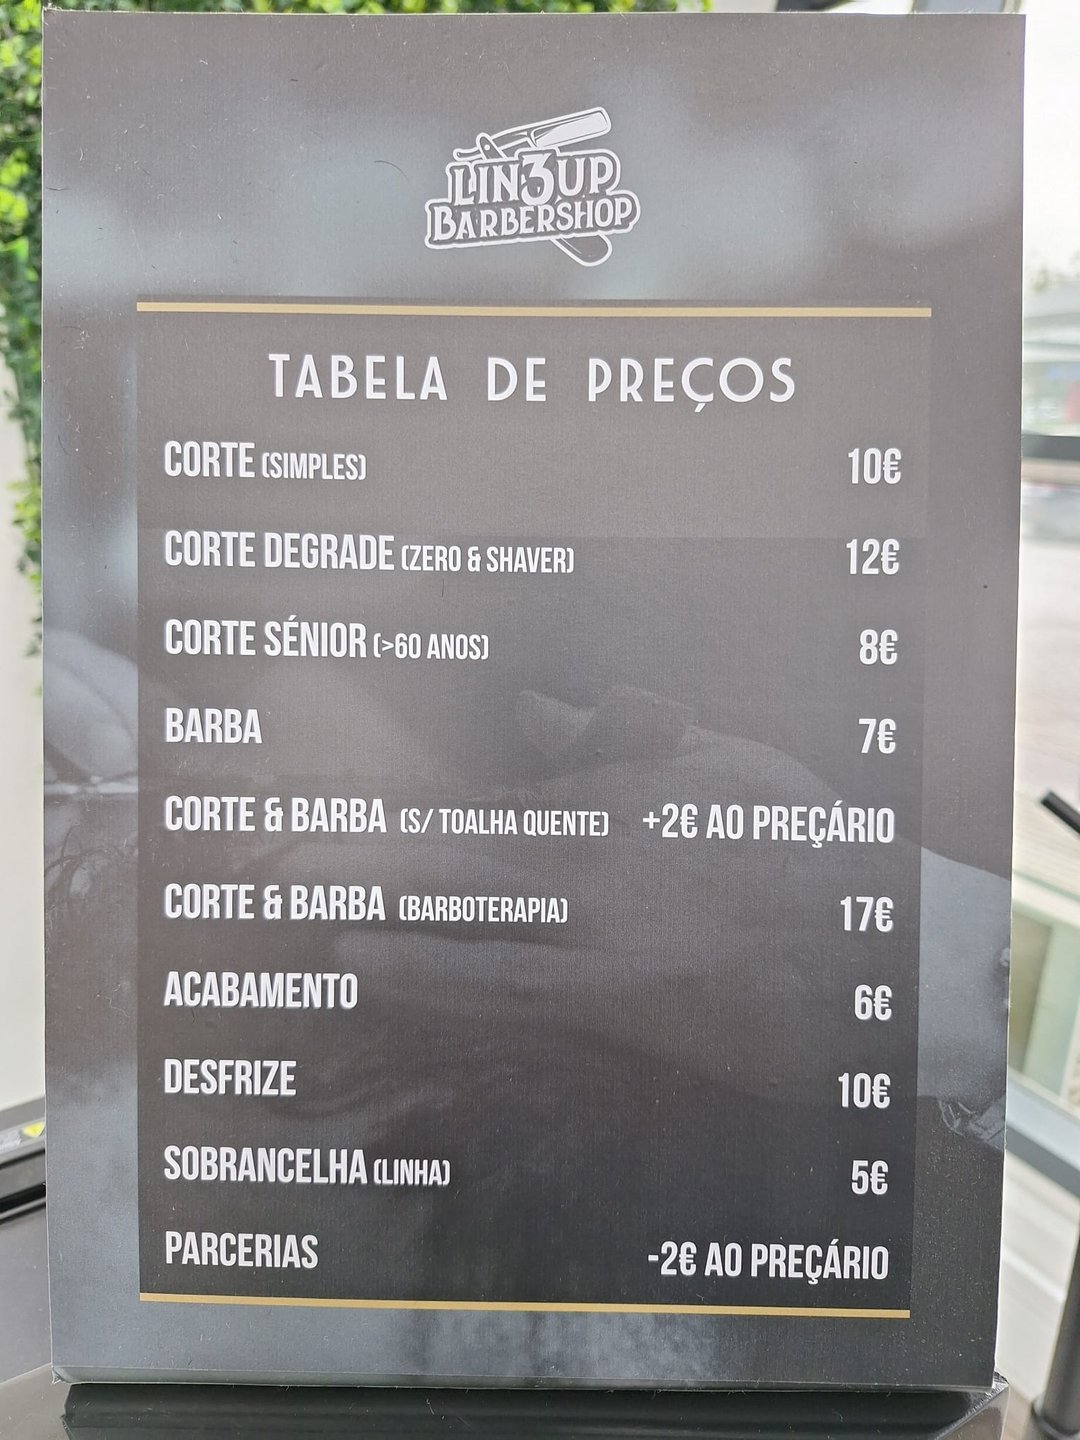 LIN3UP
BARBERSHOP
TABELA DE PREÇOS
CORTE (SIMPLES) 10€
CORTE DEGRADE (ZERO & SHAVER) 12€
CORTE SÉNIOR (>60 ANOS) 8€
BARBA 7€
CORTE & BARBA (S/ TOALHA QUENTE) +2€ AO PREÇÁRIO
CORTE & BARBA (BARBOTERAPIA) 17€
ACABAMENTO 6€
DESFRIZE 10€
SOBRANCELHA (LINHA) 5€
PARCERIAS -2€ AO PREÇÁRIO